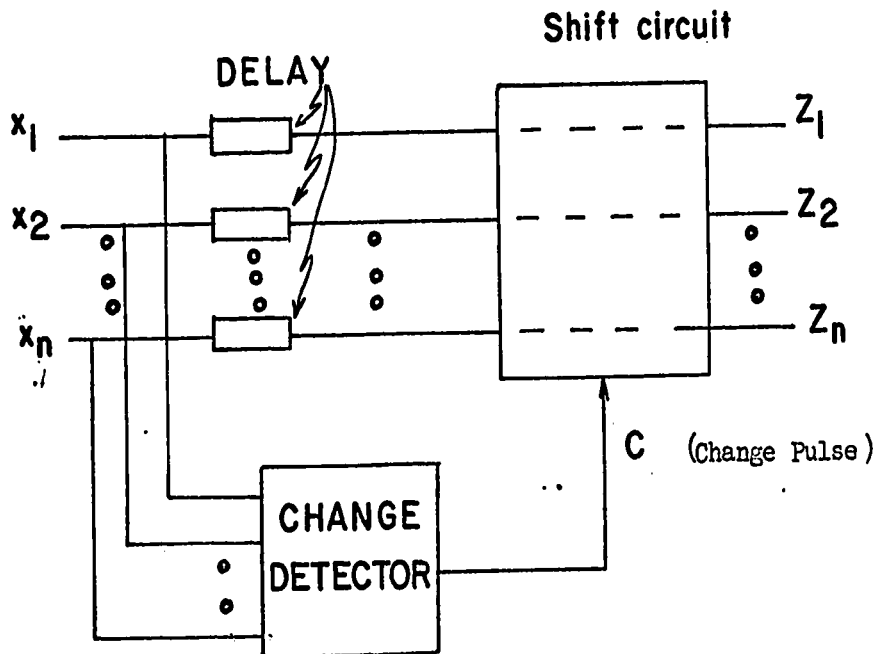 Shift circuit
DELAY
x1 Z1
x2 Z2
xn Zn
C (Change Pulse)
CHANGE
DETECTOR